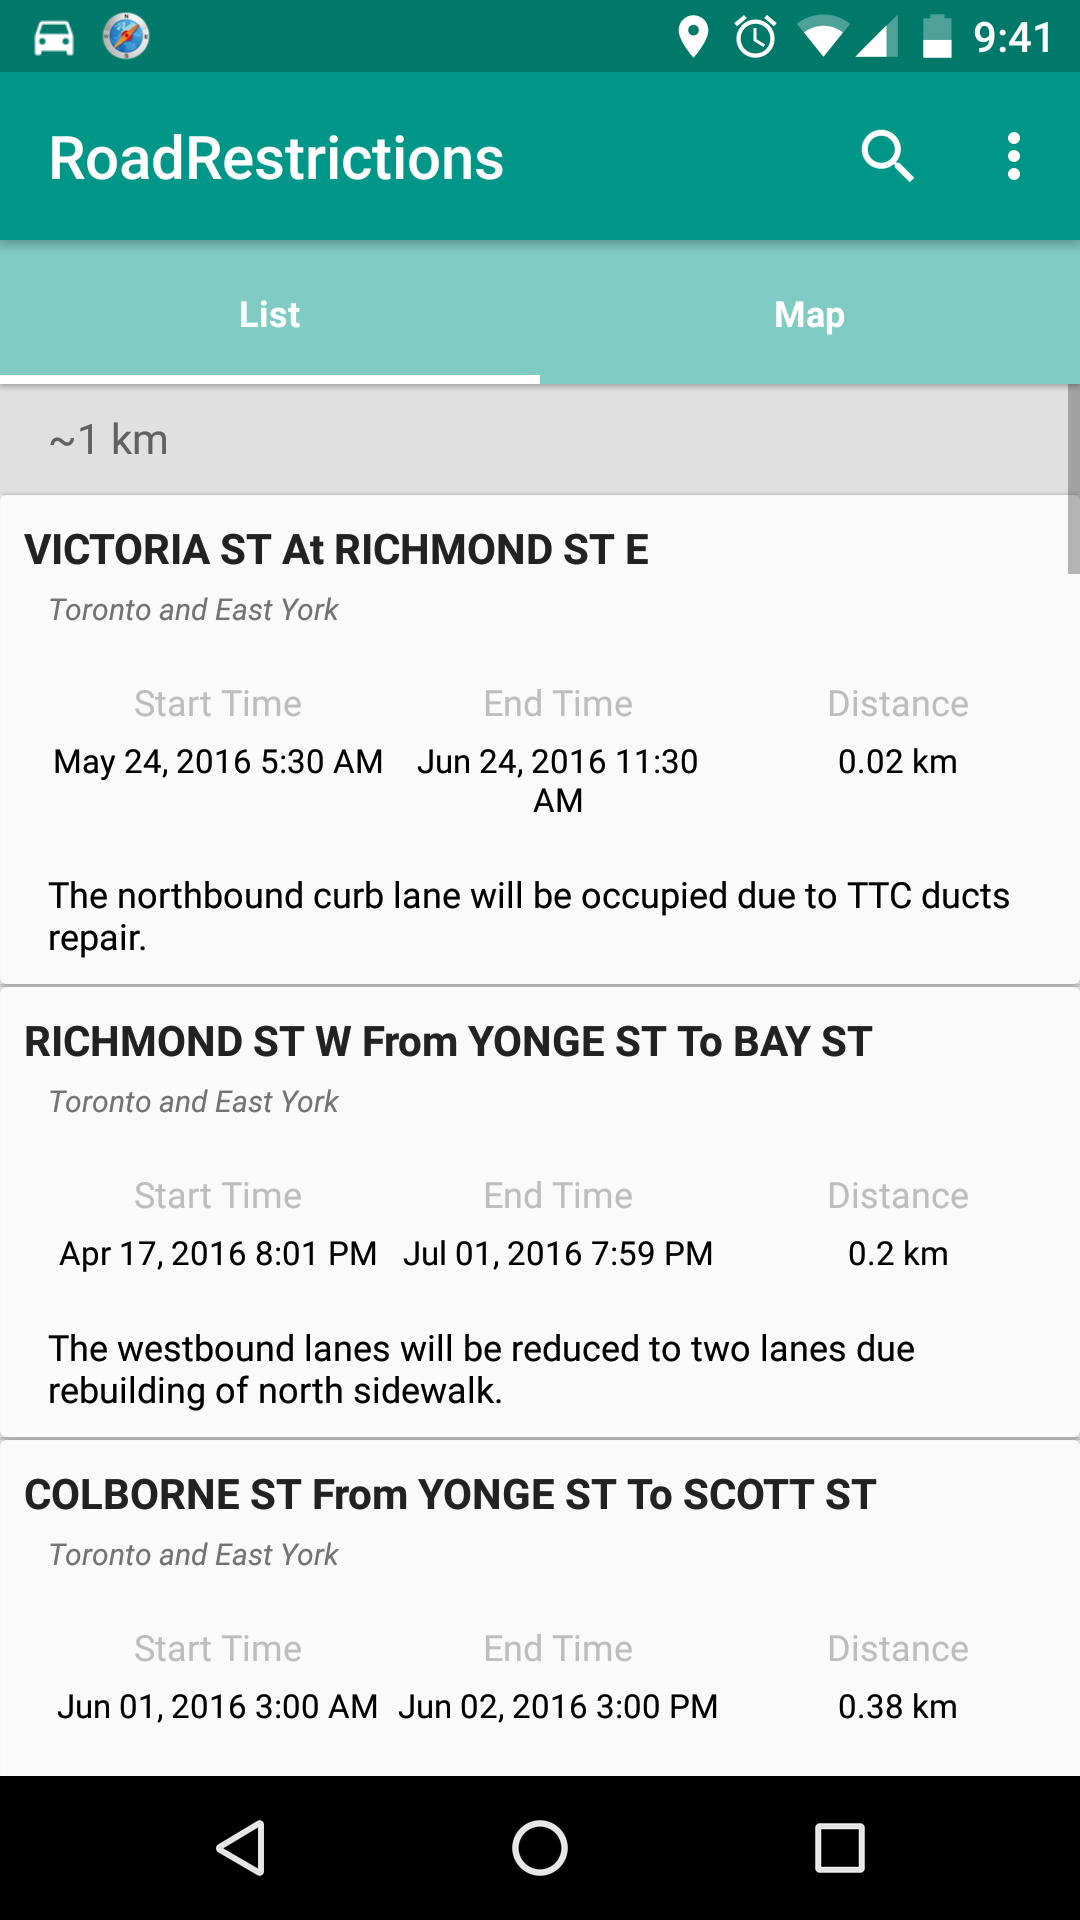 9:41
RoadRestrictions
List Map
~1 km
VICTORIA ST At RICHMOND ST E
Toronto and East York
Start Time End Time Distance
May 24, 2016 5:30 AM Jun 24, 2016 11:30 0.02 km
AM
The northbound curb lane will be occupied due to TTC ducts
repair.
RICHMOND ST W From YONGE ST To BAY ST
Toronto and East York
Start Time End Time Distance
Apr 17, 2016 8:01 PM Jul 01, 2016 7:59 PM 0.2 km
The westbound lanes will be reduced to two lanes due
rebuilding of north sidewalk.
COLBORNE ST From YONGE ST To SCOTT ST
Toronto and East York
Start Time End Time Distance
Jun 01, 2016 3:00 AM Jun 02, 2016 3:00 PM 0.38 km